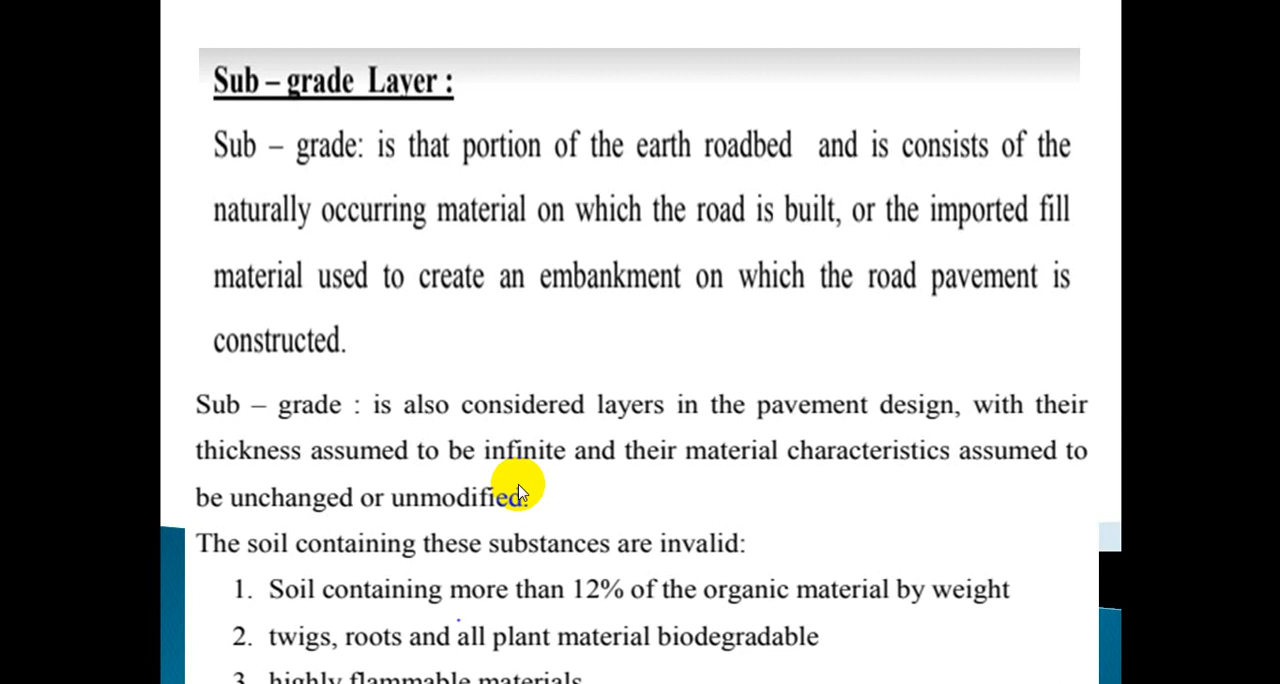 Sub – grade Layer :
Sub – grade: is that portion of the earth roadbed and is consists of the
naturally occurring material on which the road is built, or the imported fill
material used to create an embankment on which the road pavement is
constructed.
Sub – grade : is also considered layers in the pavement design, with their
thickness assumed to be infinite and their material characteristics assumed to
be unchanged or unmodified.
The soil containing these substances are invalid:
1. Soil containing more than 12% of the organic material by weight
2. twigs, roots and all plant material biodegradable
3. highly flammable materials